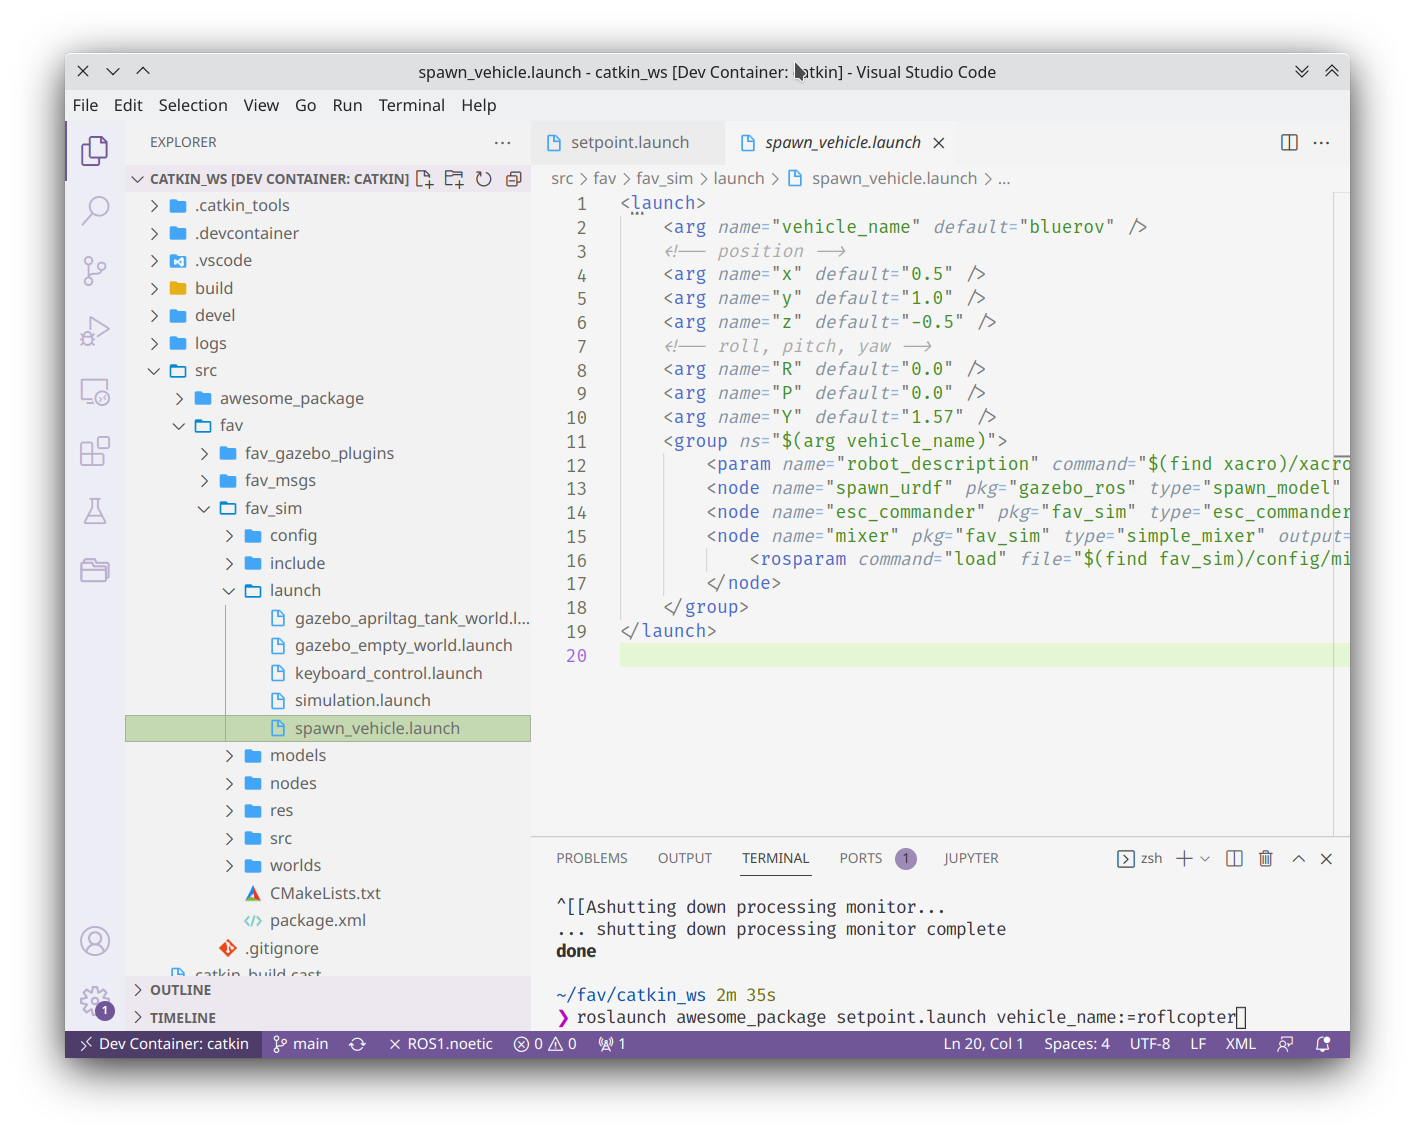 spawn_vehicle.launch - catkin_ws [Dev Container: catkin] - Visual Studio Code
File Edit Selection View Go Run Terminal Help
EXPLORER
CATKIN_WS [DEV CONTAINER: CATKIN]
.catkin_tools
.devcontainer
.vscode
build
devel
logs
src
awesome_package
fav
fav_gazebo_plugins
fav_msgs
fav_sim
config
include
launch
gazebo_apriltag_tank_world.l...
gazebo_empty_world.launch
keyboard_control.launch
simulation.launch
spawn_vehicle.launch
models
nodes
res
src
worlds
CMakeLists.txt
package.xml
.gitignore
catkin_build.cast
OUTLINE
TIMELINE
1
setpoint.launch spawn_vehicle.launch
src > fav > fav_sim > launch > spawn_vehicle.launch > ...
1 <launch>
2 <arg name="vehicle_name" default="bluerov" />
3 <!-- position -->
4 <arg name="x" default="0.5" />
5 <arg name="y" default="1.0" />
6 <arg name="z" default="-0.5" />
7 <!-- roll, pitch, yaw -->
8 <arg name="R" default="0.0" />
9 <arg name="P" default="0.0" />
10 <arg name="Y" default="1.57" />
11 <group ns="$(arg vehicle_name)">
12 <param name="robot_description" command="$(find xacro)/xacro
13 <node name="spawn_urdf" pkg="gazebo_ros" type="spawn_model"
14 <node name="esc_commander" pkg="fav_sim" type="esc_commander
15 <node name="mixer" pkg="fav_sim" type="simple_mixer" output=
16 <rosparam command="load" file="$(find fav_sim)/config/mi
17 </node>
18 </group>
19 </launch>
20
PROBLEMS OUTPUT TERMINAL PORTS 1 JUPYTER zsh
^[[Ashutting down processing monitor...
... shutting down processing monitor complete
done
~/fav/catkin_ws 2m 35s
❯ roslaunch awesome_package setpoint.launch vehicle_name:=roflcopter
Dev Container: catkin main ROS1.noetic 0 0 1 Ln 20, Col 1 Spaces: 4 UTF-8 LF XML